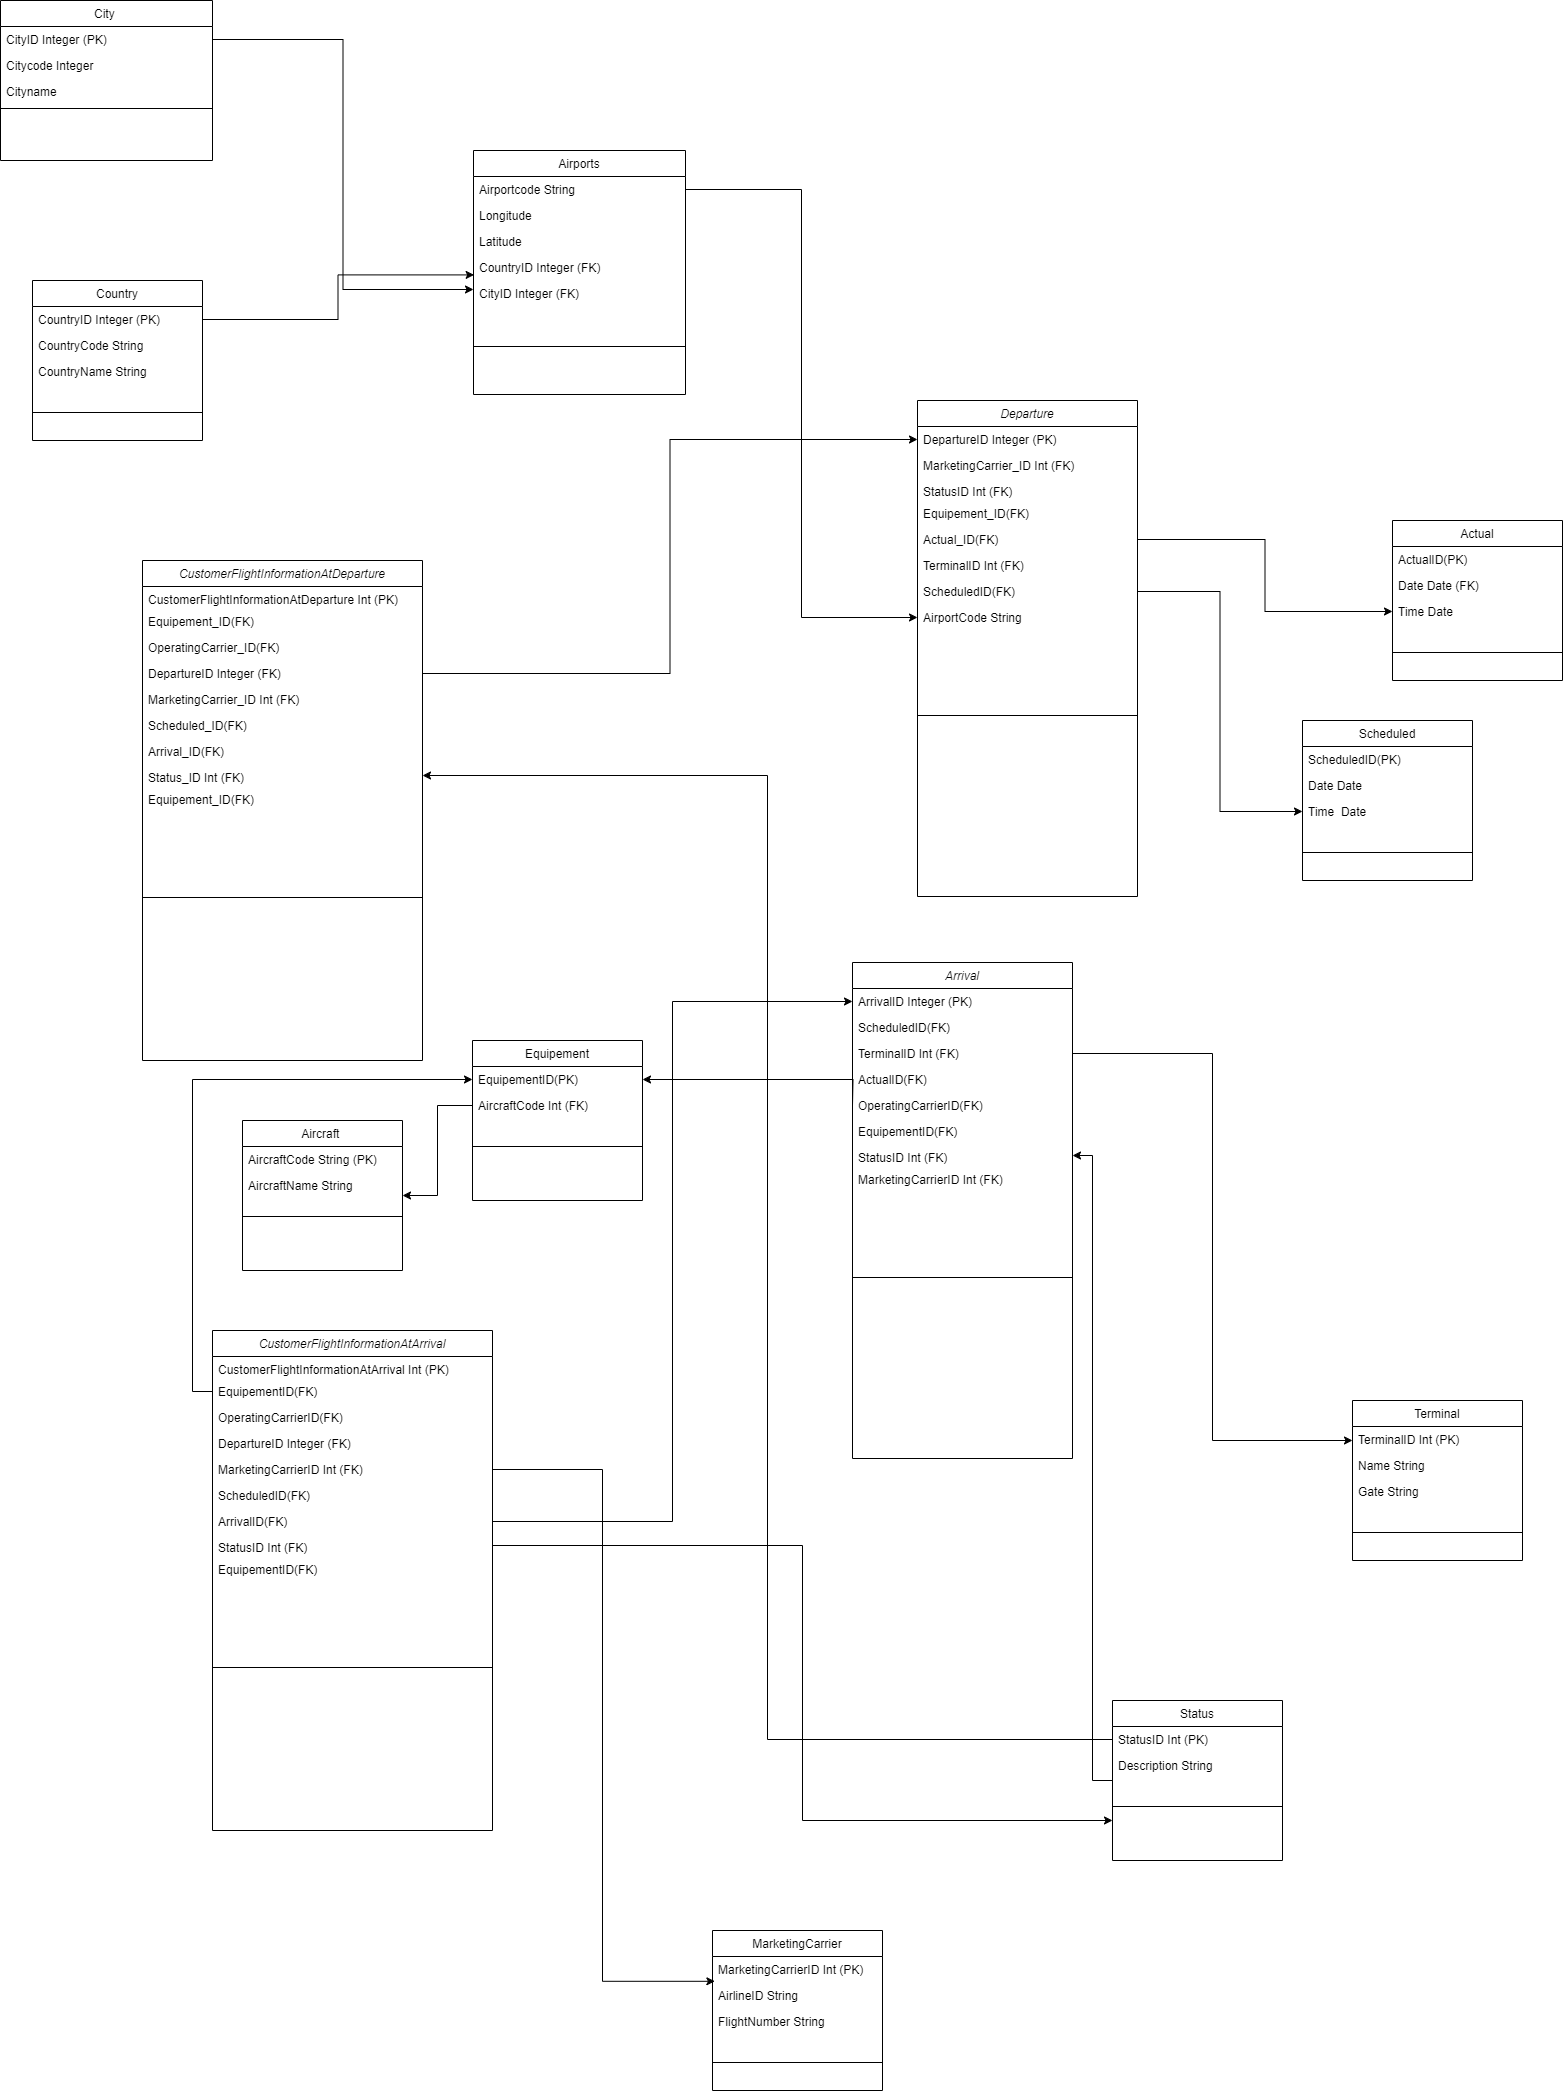 City
CityID Integer (PK)
Citycode Integer
Cityname
Airports
Airportcode String
Longitude
Latitude
CountryID Integer (FK)
CityID Integer (FK)
Country
CountryID Integer (PK)
CountryCode String
CountryName String
Departure
DepartureID Integer (PK)
MarketingCarrier_ID Int (FK)
StatusID Int (FK)
Equipement_ID(FK)
Actual_ID(FK)
TerminalID Int (FK)
ScheduledID(FK)
AirportCode String
Actual
ActualID(PK)
Date Date (FK)
Time Date
CustomerFlightInformationAtDeparture
CustomerFlightInformationAtDeparture Int (PK)
Equipement_ID(FK)
OperatingCarrier_ID(FK)
DepartureID Integer (FK)
MarketingCarrier_ID Int (FK)
Scheduled_ID(FK)
Arrival_ID(FK)
Status_ID Int (FK)
Equipement_ID(FK)
Scheduled
ScheduledID(PK)
Date Date
Time  Date
Arrival
ArrivalID Integer (PK)
ScheduledID(FK)
TerminalID Int (FK)
ActualID(FK)
OperatingCarrierID(FK)
EquipementID(FK)
StatusID Int (FK)
MarketingCarrierID Int (FK)
Equipement
EquipementID(PK)
AircraftCode Int (FK)
Aircraft
AircraftCode String (PK)
AircraftName String
CustomerFlightInformationAtArrival
CustomerFlightInformationAtArrival Int (PK)
EquipementID(FK)
OperatingCarrierID(FK)
DepartureID Integer (FK)
MarketingCarrierID Int (FK)
ScheduledID(FK)
ArrivalID(FK)
StatusID Int (FK)
EquipementID(FK)
Terminal
TerminalID Int (PK)
Name String
Gate String
Status
StatusID Int (PK)
Description String
MarketingCarrier
MarketingCarrierID Int (PK)
AirlineID String
FlightNumber String